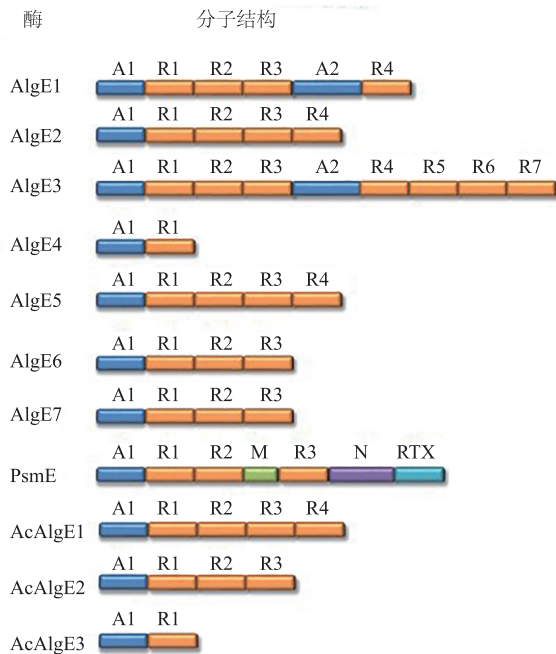 酶 分子结构
A1 R1 R2 R3 A2 R4
AlgE1
A1 R1 R2 R3 R4
AlgE2
A1 R1 R2 R3 A2 R4 R5 R6 R7
AlgE3
A1 R1
AlgE4
A1 R1 R2 R3 R4
AlgE5
A1 R1 R2 R3
AlgE6
A1 R1 R2 R3
AlgE7
A1 R1 R2 M R3 N RTX
PsmE
A1 R1 R2 R3 R4
AcAlgE1
A1 R1 R2 R3
AcAlgE2
A1 R1
AcAlgE3